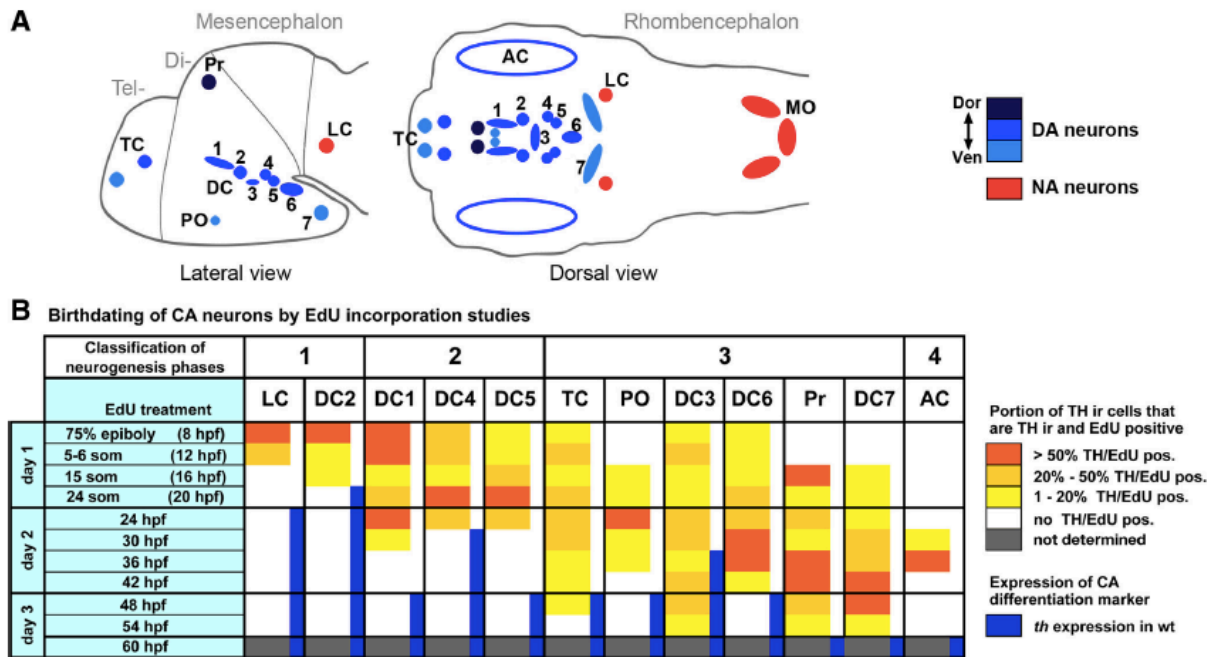 A
Mesencephalon
Rhombencephalon
Di-
Pr
Tel-
TC
LC
1
2
4
DC
3
5
6
PO
7
Lateral view
AC
LC
1
2
4
5
TC
3
6
7
MO
Dorsal view
Dor
Ven
DA neurons
NA neurons
B Birthdating of CA neurons by EdU incorporation studies
Classification of neurogenesis phases 1 2 3 4
EdU treatment LC DC2 DC1 DC4 DC5 TC PO DC3 DC6 Pr DC7 AC
day 1
75% epiboly (8 hpf)
5-6 som (12 hpf)
15 som (16 hpf)
24 som (20 hpf)
day 2
24 hpf
30 hpf
36 hpf
42 hpf
day 3
48 hpf
54 hpf
60 hpf
Portion of TH ir cells that
are TH ir and EdU positive
> 50% TH/EdU pos.
20% - 50% TH/EdU pos.
1 - 20% TH/EdU pos.
no TH/EdU pos.
not determined
Expression of CA
differentiation marker
th expression in wt